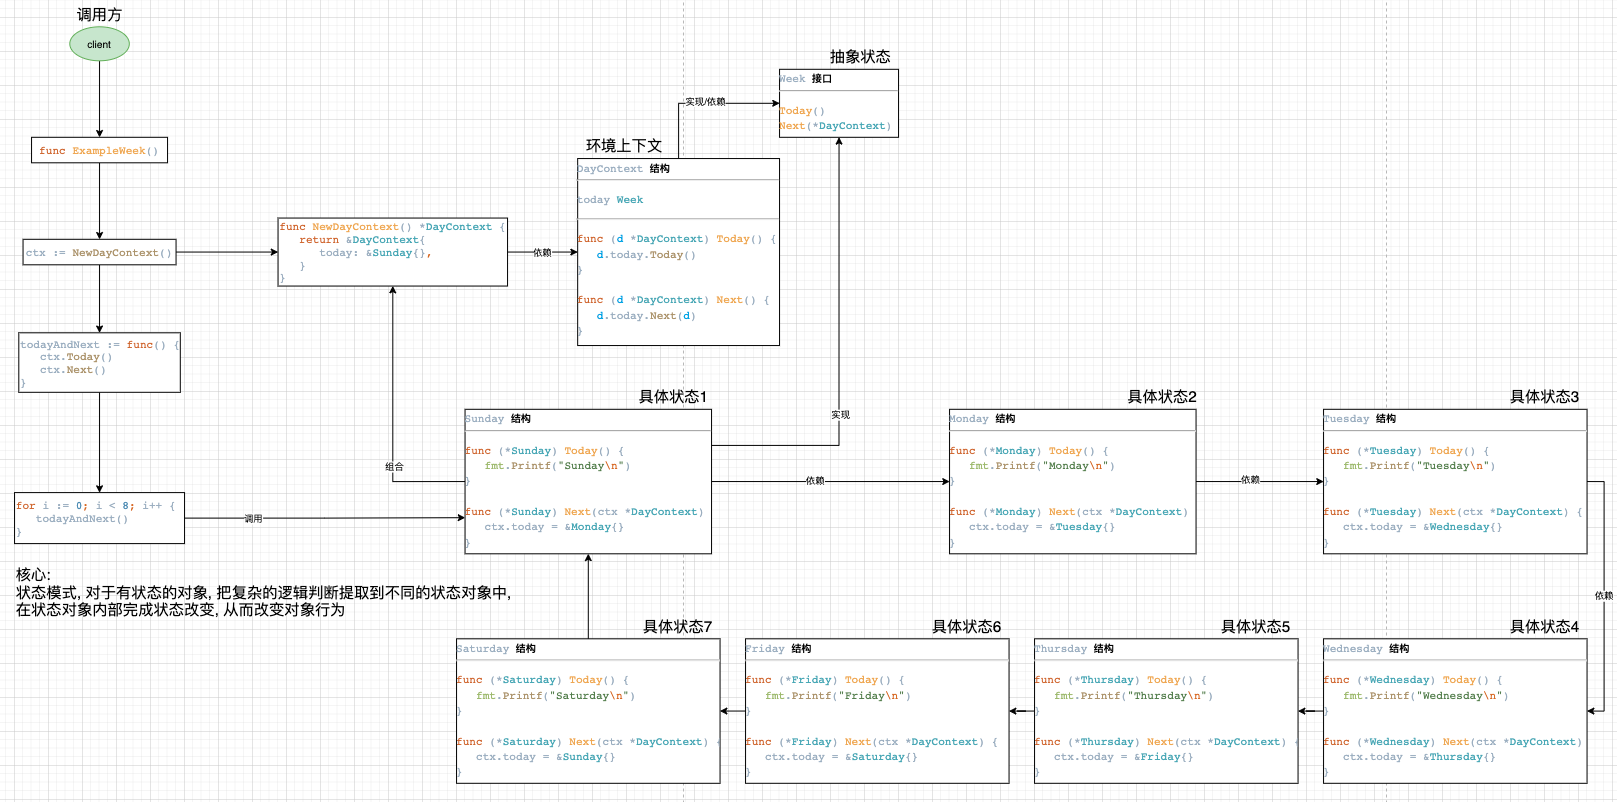 调用方
client
func ExampleWeek()
ctx := NewDayContext()
todayAndNext := func() {
ctx.Today()
ctx.Next()
}
for i := 0; i < 8; i++ {
todayAndNext()
}
调用
核心:
状态模式, 对于有状态的对象, 把复杂的逻辑判断提取到不同的状态对象中,
在状态对象内部完成状态改变, 从而改变对象行为
func NewDayContext() *DayContext {
return &DayContext{
today: &Sunday{},
}
}
依赖
组合
环境上下文
DayContext 结构
today Week
func (d *DayContext) Today() {
d.today.Today()
}
func (d *DayContext) Next() {
d.today.Next(d)
}
实现/依赖
抽象状态
Week 接口
Today()
Next(*DayContext)
实现
具体状态1
Sunday 结构
func (*Sunday) Today() {
fmt.Printf("Sunday\n")
}
func (*Sunday) Next(ctx *DayContext)
ctx.today = &Monday{}
}
依赖
具体状态2
Monday 结构
func (*Monday) Today() {
fmt.Printf("Monday\n")
}
func (*Monday) Next(ctx *DayContext)
ctx.today = &Tuesday{}
}
依赖
具体状态3
Tuesday 结构
func (*Tuesday) Today() {
fmt.Printf("Tuesday\n")
}
func (*Tuesday) Next(ctx *DayContext) {
ctx.today = &Wednesday{}
}
依赖
具体状态4
Wednesday 结构
func (*Wednesday) Today() {
fmt.Printf("Wednesday\n")
}
func (*Wednesday) Next(ctx *DayContext)
ctx.today = &Thursday{}
}
具体状态5
Thursday 结构
func (*Thursday) Today() {
fmt.Printf("Thursday\n")
}
func (*Thursday) Next(ctx *DayContext) {
ctx.today = &Friday{}
}
具体状态6
Friday 结构
func (*Friday) Today() {
fmt.Printf("Friday\n")
}
func (*Friday) Next(ctx *DayContext) {
ctx.today = &Saturday{}
}
具体状态7
Saturday 结构
func (*Saturday) Today() {
fmt.Printf("Saturday\n")
}
func (*Saturday) Next(ctx *DayContext) {
ctx.today = &Sunday{}
}